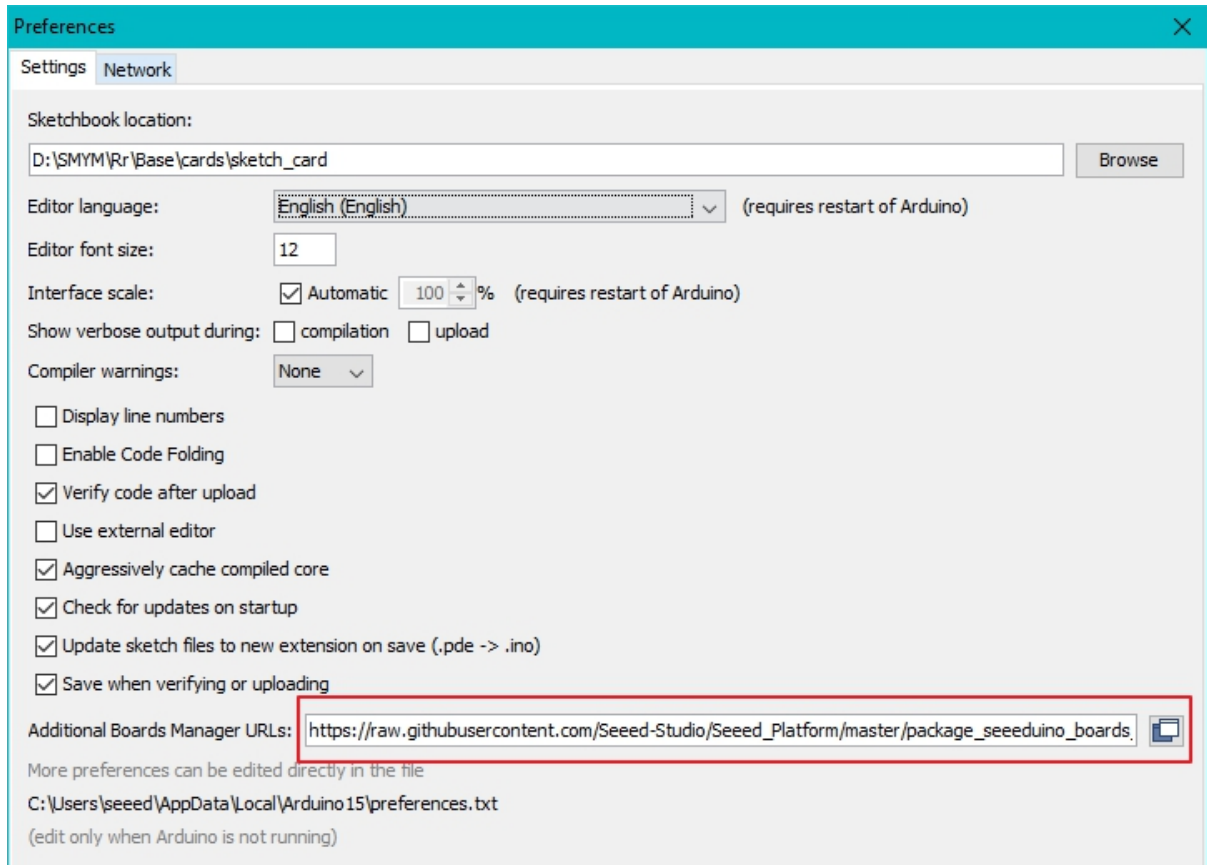 Preferences
Settings Network
Sketchbook location:
D:\SMYM\Rr\Base\cards\sketch_card Browse
Editor language: English (English) (requires restart of Arduino)
Editor font size: 12
Interface scale: Automatic 100 % (requires restart of Arduino)
Show verbose output during: compilation upload
Compiler warnings: None
Display line numbers
Enable Code Folding
Verify code after upload
Use external editor
Aggressively cache compiled core
Check for updates on startup
Update sketch files to new extension on save (.pde -> .ino)
Save when verifying or uploading
Additional Boards Manager URLs: https://raw.githubusercontent.com/Seeed-Studio/Seeed_Platform/master/package_seeeduino_boards_
More preferences can be edited directly in the file
C:\Users\seeed\AppData\Local\Arduino15\preferences.txt
(edit only when Arduino is not running)